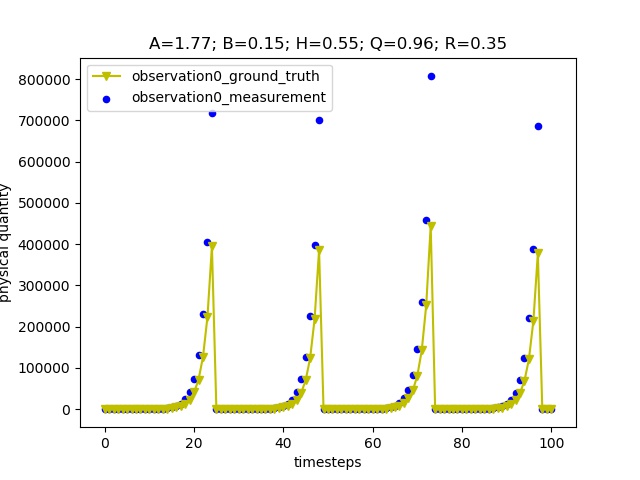 A=1.77; B=0.15; H=0.55; Q=0.96; R=0.35
observation0_ground_truth
observation0_measurement
physical quantity
800000
700000
600000
500000
400000
300000
200000
100000
0
0 20 40 60 80 100
timesteps